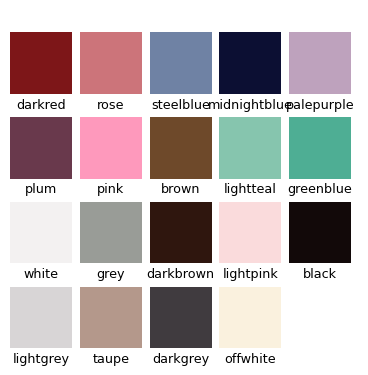 darkred rose steelblue midnightblue palepurple
plum pink brown lightteal greenblue
white grey darkbrown lightpink black
lightgrey taupe darkgrey offwhite